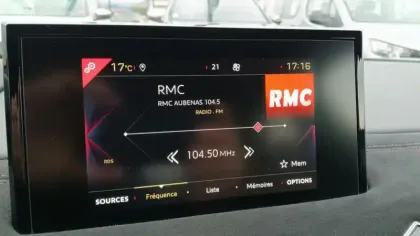 17°C 21 17:16
RMC
RMC AUBENAS 104.5
RADIO . FM
RMC
RDS
104.50 MHz
Mem
SOURCES Fréquence Liste Mémoires OPTIONS